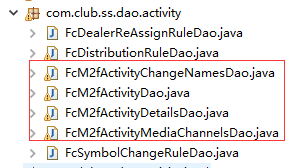 com.club.ss.dao.activity
FcDealerReAssignRuleDao.java
FcDistributionRuleDao.java
FcM2fActivityChangeNamesDao.java
FcM2fActivityDao.java
FcM2fActivityDetailsDao.java
FcM2fActivityMediaChannelsDao.java
FcSymbolChangeRuleDao.java